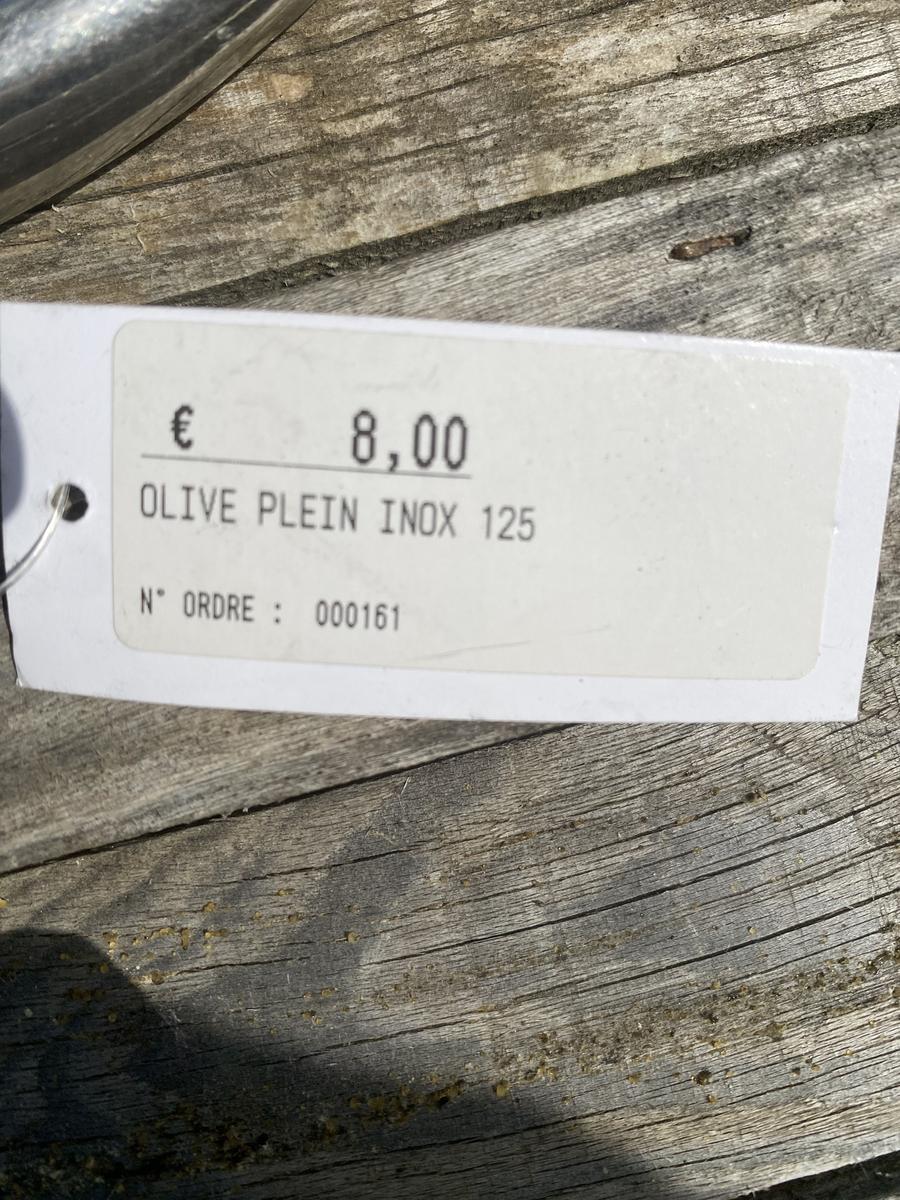 € 8,00
OLIVE PLEIN INOX 125
N° ORDRE : 000161